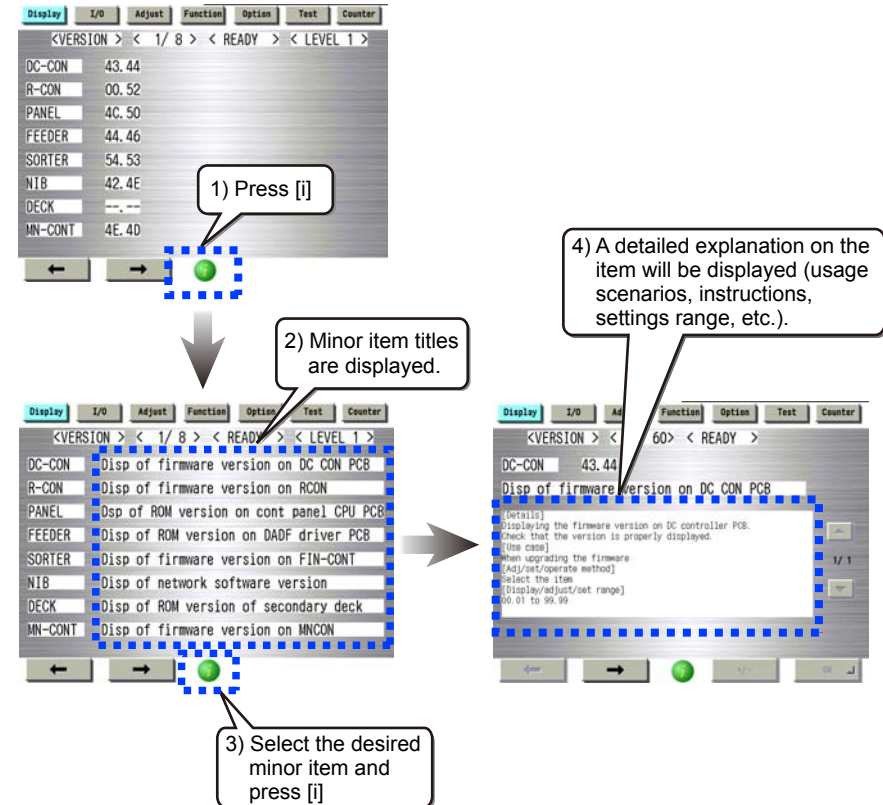 Display I/O Adjust Function Option Test Counter
<VERSION > < 1/ 8 > < READY > < LEVEL 1 >
DC-CON 43.44
R-CON 00.52
PANEL 4C.50
FEEDER 44.46
SORTER 54.53
NIB 42.4E
DECK --.--
MN-CONT 4E.4D
1) Press [i]
2) Minor item titles
are displayed.
Display I/O Adjust Function Option Test Counter
<VERSION > < 1/ 8 > < READY > < LEVEL 1 >
DC-CON Disp of firmware version on DC CON PCB
R-CON Disp of firmware version on RCON
PANEL Dsp of ROM version on cont panel CPU PCB
FEEDER Disp of ROM version on DADF driver PCB
SORTER Disp of firmware version on FIN-CONT
NIB Disp of network software version
DECK Disp of ROM version of secondary deck
MN-CONT Disp of firmware version on MNCON
3) Select the desired
minor item and
press [i]
4) A detailed explanation on the
item will be displayed (usage
scenarios, instructions,
settings range, etc.).
Display I/O Ad Function Option Test Counter
<VERSION > < 60> < READY >
DC-CON 43.44
Disp of firmware version on DC CON PCB
[Details]
Displaying the firmware version on DC controller PCB.
Check that the version is properly displayed.
[Use case]
When upgrading the firmware
[Adj/set/operate method]
Select the item
[Display/adjust/set range]
00.01 to 99.99
1/ 1
+/-
OK